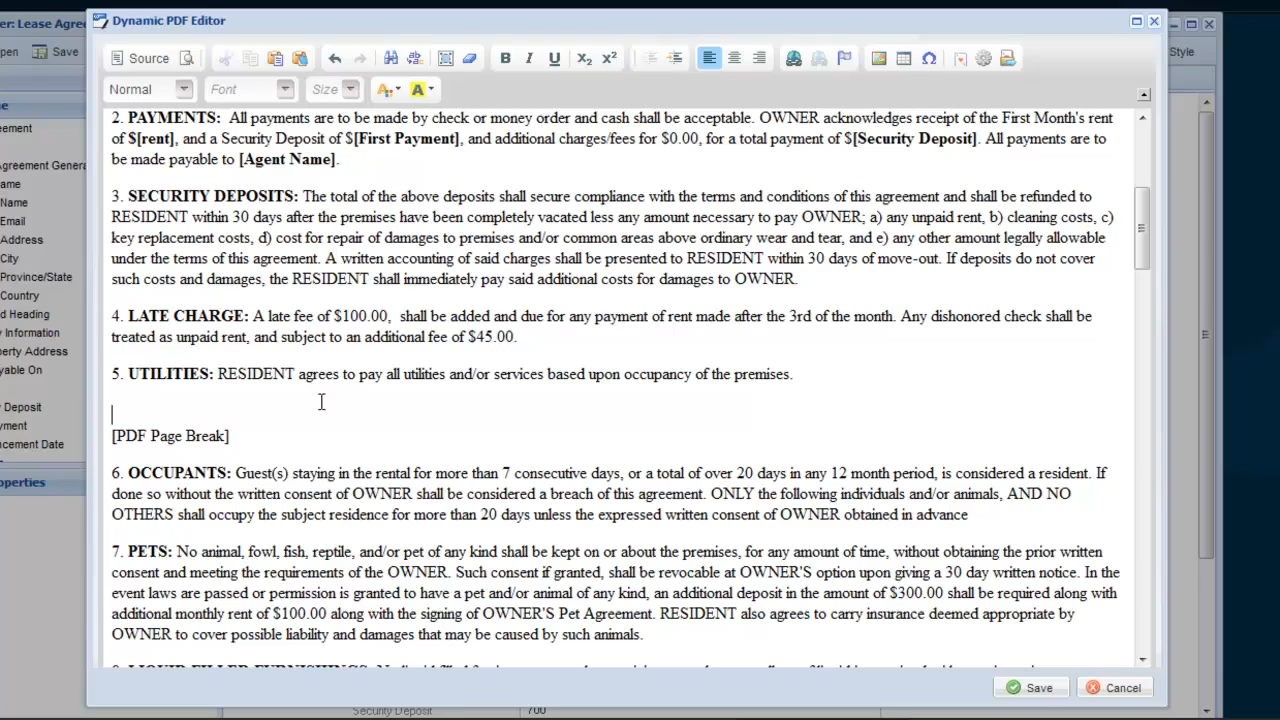 er: Lease Agre
Dynamic PDF Editor
pen Save
Style
Source
B I U X₂ X²
Normal Font Size A A
2. PAYMENTS: All payments are to be made by check or money order and cash shall be acceptable. OWNER acknowledges receipt of the First Month's rent
of $[rent], and a Security Deposit of $[First Payment], and additional charges/fees for $0.00, for a total payment of $[Security Deposit]. All payments are to
be made payable to [Agent Name].
3. SECURITY DEPOSITS: The total of the above deposits shall secure compliance with the terms and conditions of this agreement and shall be refunded to
RESIDENT within 30 days after the premises have been completely vacated less any amount necessary to pay OWNER; a) any unpaid rent, b) cleaning costs, c)
key replacement costs, d) cost for repair of damages to premises and/or common areas above ordinary wear and tear, and e) any other amount legally allowable
under the terms of this agreement. A written accounting of said charges shall be presented to RESIDENT within 30 days of move-out. If deposits do not cover
such costs and damages, the RESIDENT shall immediately pay said additional costs for damages to OWNER.
4. LATE CHARGE: A late fee of $100.00, shall be added and due for any payment of rent made after the 3rd of the month. Any dishonored check shall be
treated as unpaid rent, and subject to an additional fee of $45.00.
5. UTILITIES: RESIDENT agrees to pay all utilities and/or services based upon occupancy of the premises.
[PDF Page Break]
6. OCCUPANTS: Guest(s) staying in the rental for more than 7 consecutive days, or a total of over 20 days in any 12 month period, is considered a resident. If
done so without the written consent of OWNER shall be considered a breach of this agreement. ONLY the following individuals and/or animals, AND NO
OTHERS shall occupy the subject residence for more than 20 days unless the expressed written consent of OWNER obtained in advance
7. PETS: No animal, fowl, fish, reptile, and/or pet of any kind shall be kept on or about the premises, for any amount of time, without obtaining the prior written
consent and meeting the requirements of the OWNER. Such consent if granted, shall be revocable at OWNER'S option upon giving a 30 day written notice. In the
event laws are passed or permission is granted to have a pet and/or animal of any kind, an additional deposit in the amount of $300.00 shall be required along with
additional monthly rent of $100.00 along with the signing of OWNER'S Pet Agreement. RESIDENT also agrees to carry insurance deemed appropriate by
OWNER to cover possible liability and damages that may be caused by such animals.
Save Cancel
e
eement
Agreement Genera
ame
Name
Email
Address
City
Province/State
Country
d Heading
y Information
perty Address
yable On
y Deposit
yment
ncement Date
operties
Security Deposit 700